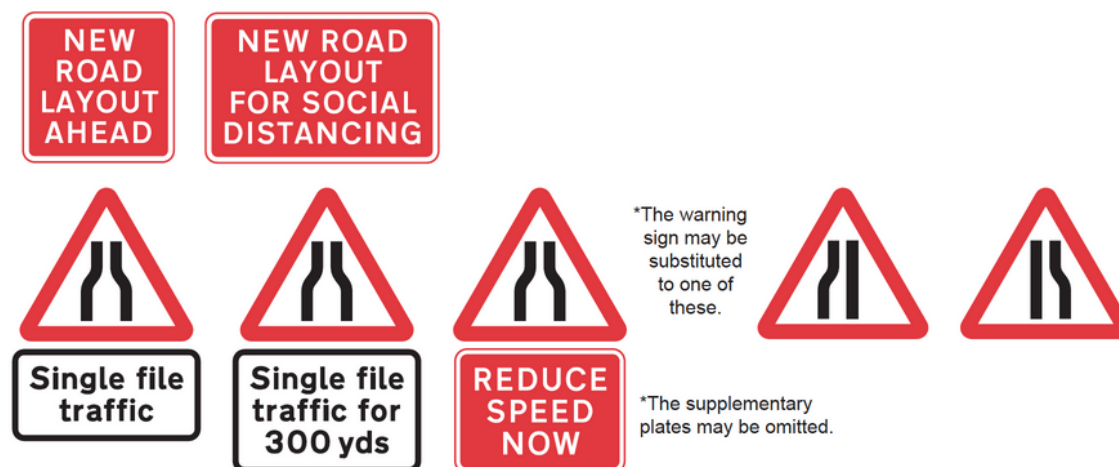 NEW
ROAD
LAYOUT
AHEAD
NEW ROAD
LAYOUT
FOR SOCIAL
DISTANCING
*The warning
sign may be
substituted
to one of
these.
Single file
traffic
Single file
traffic for
300 yds
REDUCE
SPEED
NOW
*The supplementary
plates may be omitted.